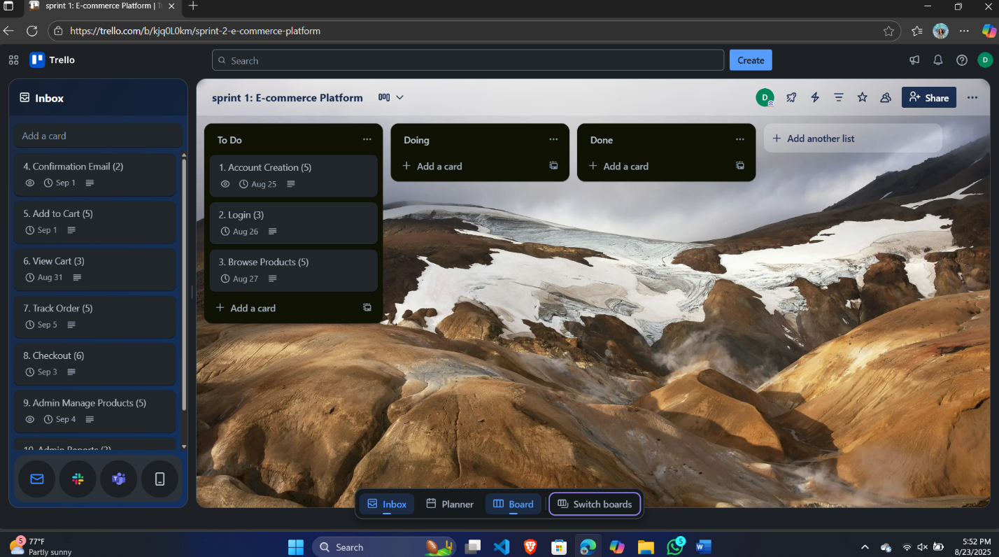 sprint 1: E-commerce Platform | Tr
https://trello.com/b/kjq0L0km/sprint-2-e-commerce-platform
Trello
Search
Create
D
Inbox
Add a card
4. Confirmation Email (2)
Sep 1
5. Add to Cart (5)
Sep 1
6. View Cart (3)
Aug 31
7. Track Order (5)
Sep 5
8. Checkout (6)
Sep 3
9. Admin Manage Products (5)
Sep 4
10. Admin Reports (3)
sprint 1: E-commerce Platform
D
Share
To Do
1. Account Creation (5)
Aug 25
2. Login (3)
Aug 26
3. Browse Products (5)
Aug 27
Add a card
Doing
Add a card
Done
Add a card
Add another list
Inbox
Planner
Board
Switch boards
5
77°F
Partly sunny
Search
5
5:52 PM
8/23/2025